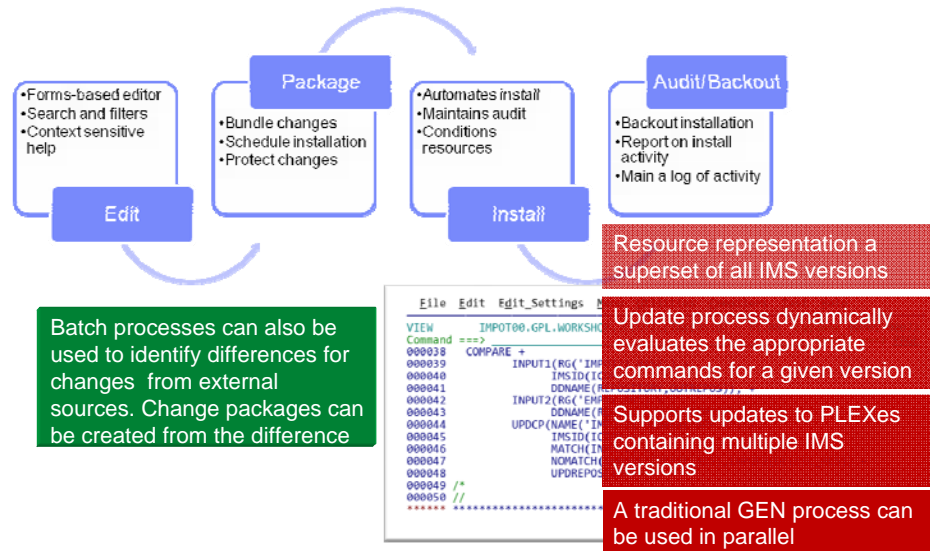 •Forms-based editor
•Search and filters
•Context sensitive
help
Edit
Package
•Bundle changes
•Schedule installation
•Protect changes
•Automates install
•Maintains audit
•Conditions
resources
Install
Audit/Backout
•Backout installation
•Report on install
activity
•Main a log of activity
Batch processes can also be
used to identify differences for
changes from external
sources. Change packages can
be created from the difference
File Edit Edit_Settings
VIEW IMPOT00.GPL.WORKSHO
Command ===>
000038 COMPARE +
000039 INPUT1(RG('IMP
000040 IMSID(IC
000041
000042 INPUT2(RG('EMP
000043 DDNAME(R
000044 UPDCP(NAME('IM
000045 IMSID(IC
000046 MATCH(IN
000047 NOMATCH(
000048 UPDREPOS
000049 /*
000050 //
****** **************************
Resource representation a
superset of all IMS versions
Update process dynamically
evaluates the appropriate
commands for a given version
Supports updates to PLEXes
containing multiple IMS
versions
A traditional GEN process can
be used in parallel